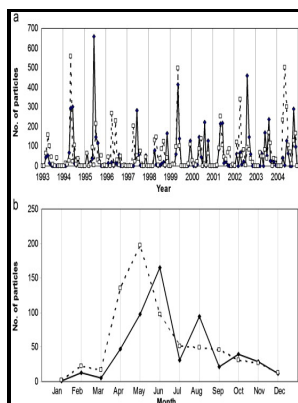 a
No. of particles
700
600
500
400
300
200
100
0
1993 1994 1995 1996 1997 1998 1999 2000 2001 2002 2003 2004
Year
b
No. of particles
250
200
150
100
50
0
Jan Feb Mar Apr May Jun Jul Aug Sep Oct Nov Dec
Month